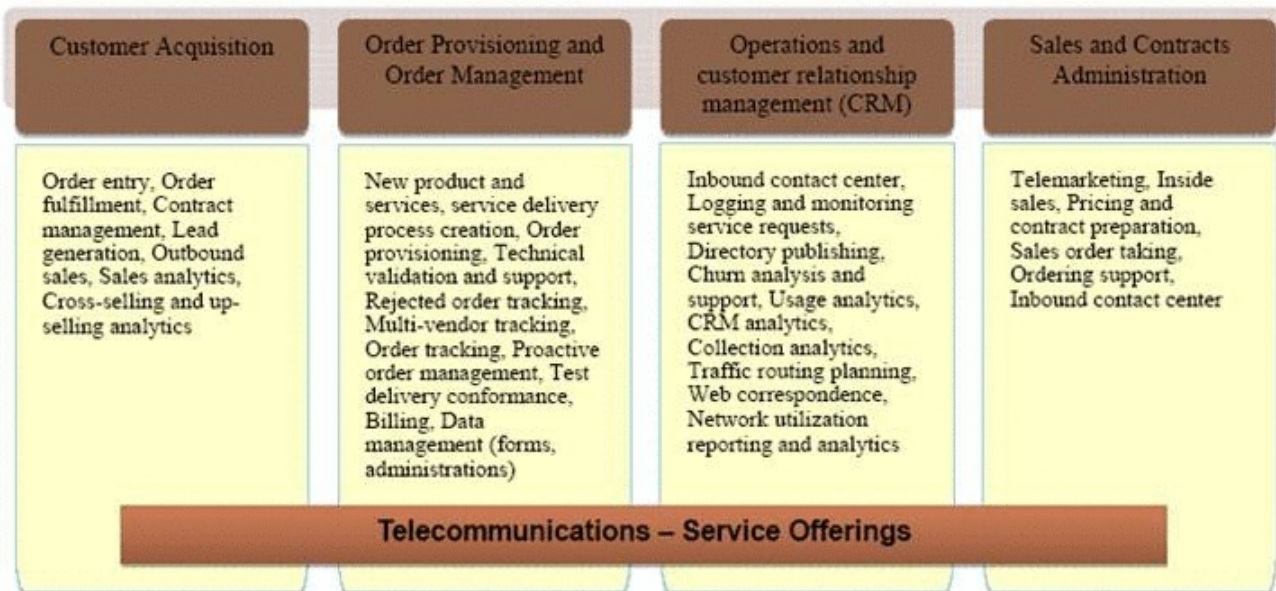 Customer Acquisition
Order entry, Order
fulfillment, Contract
management, Lead
generation, Outbound
sales, Sales analytics,
Cross-selling and up-
selling analytics
Order Provisioning and
Order Management
New product and
services, service delivery
process creation, Order
provisioning, Technical
validation and support,
Rejected order tracking,
Multi-vendor tracking,
Order tracking, Proactive
order management, Test
delivery conformance,
Billing, Data
management (forms,
administrations)
Operations and
customer relationship
management (CRM)
Inbound contact center,
Logging and monitoring
service requests,
Directory publishing,
Churn analysis and
support, Usage analytics,
CRM analytics,
Collection analytics,
Traffic routing planning,
Web correspondence,
Network utilization
reporting and analytics
Sales and Contracts
Administration
Telemarketing, Inside
sales, Pricing and
contract preparation,
Sales order taking,
Ordering support,
Inbound contact center
Telecommunications – Service Offerings